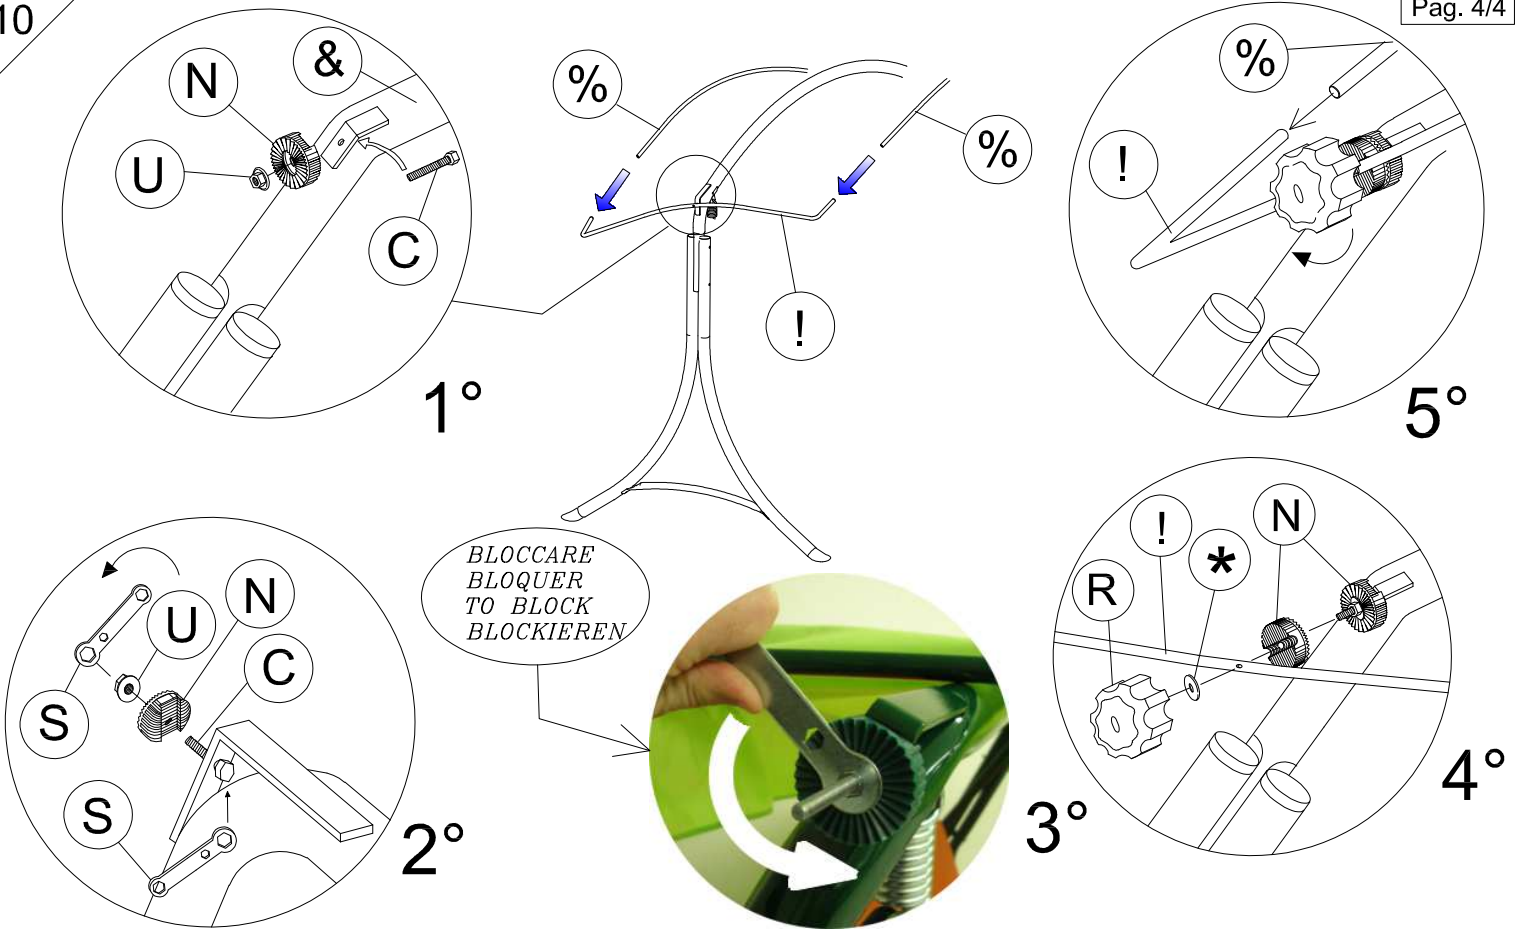 10
Pag. 4/4
N
&
U
C
1°
%
%
!
%
!
5°
BLOCCARE
BLOQUER
TO BLOCK
BLOCKIEREN
S
U
N
C
S
2°
3°
R
!
*
N
4°